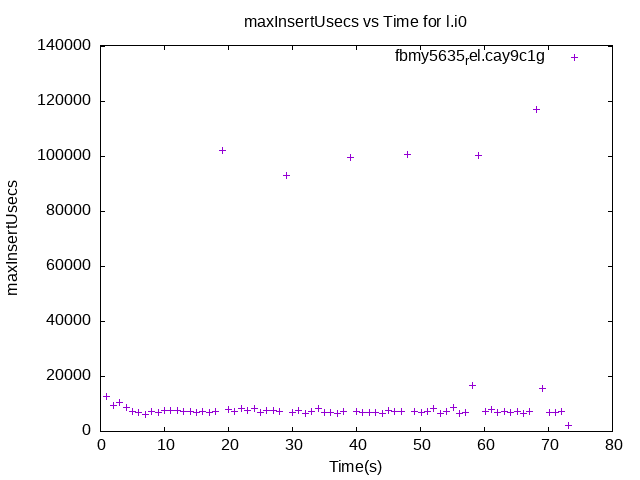 maxInsertUsecs vs Time for l.i0
fbmy5635rel.cay9c1g
maxInsertUsecs
140000
120000
100000
80000
60000
40000
20000
0
0 10 20 30 40 50 60 70 80
Time(s)